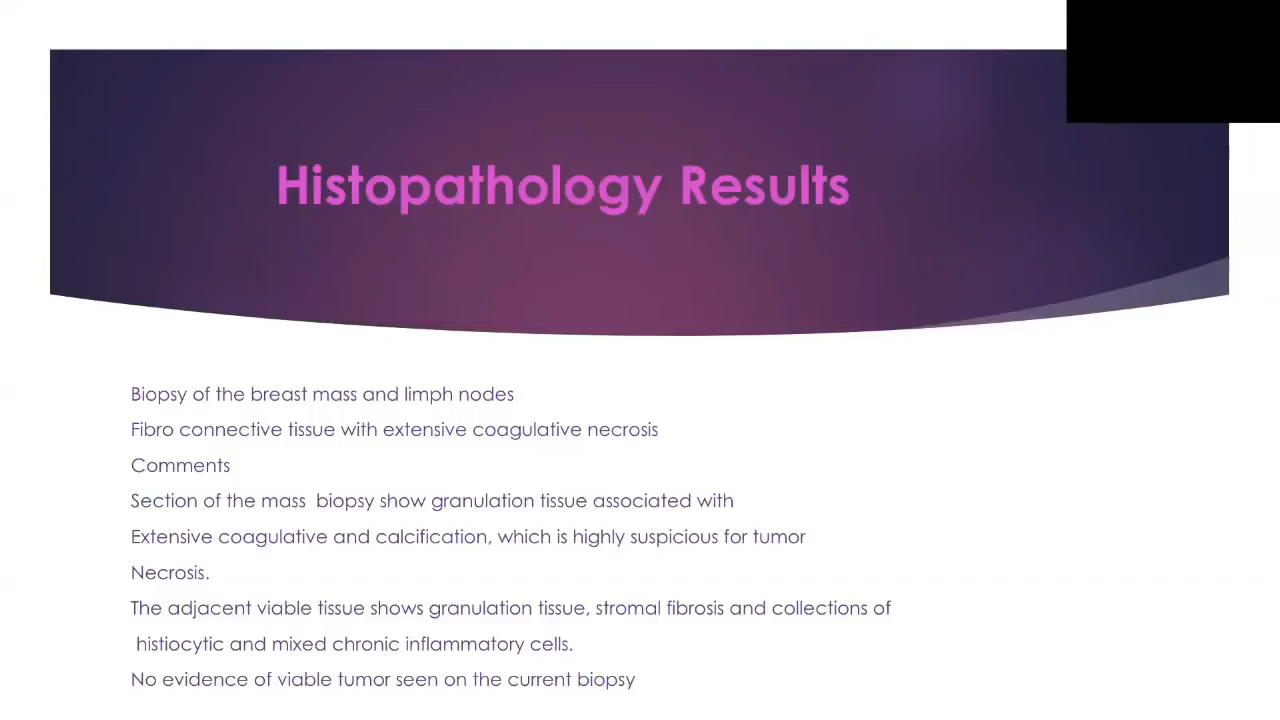 Histopathology Results
Biopsy of the breast mass and limph nodes
Fibro connective tissue with extensive coagulative necrosis
Comments
Section of the mass  biopsy show granulation tissue associated with
Extensive coagulative and calcification, which is highly suspicious for tumor
Necrosis.
The adjacent viable tissue shows granulation tissue, stromal fibrosis and collections of
histiocytic and mixed chronic inflammatory cells.
No evidence of viable tumor seen on the current biopsy